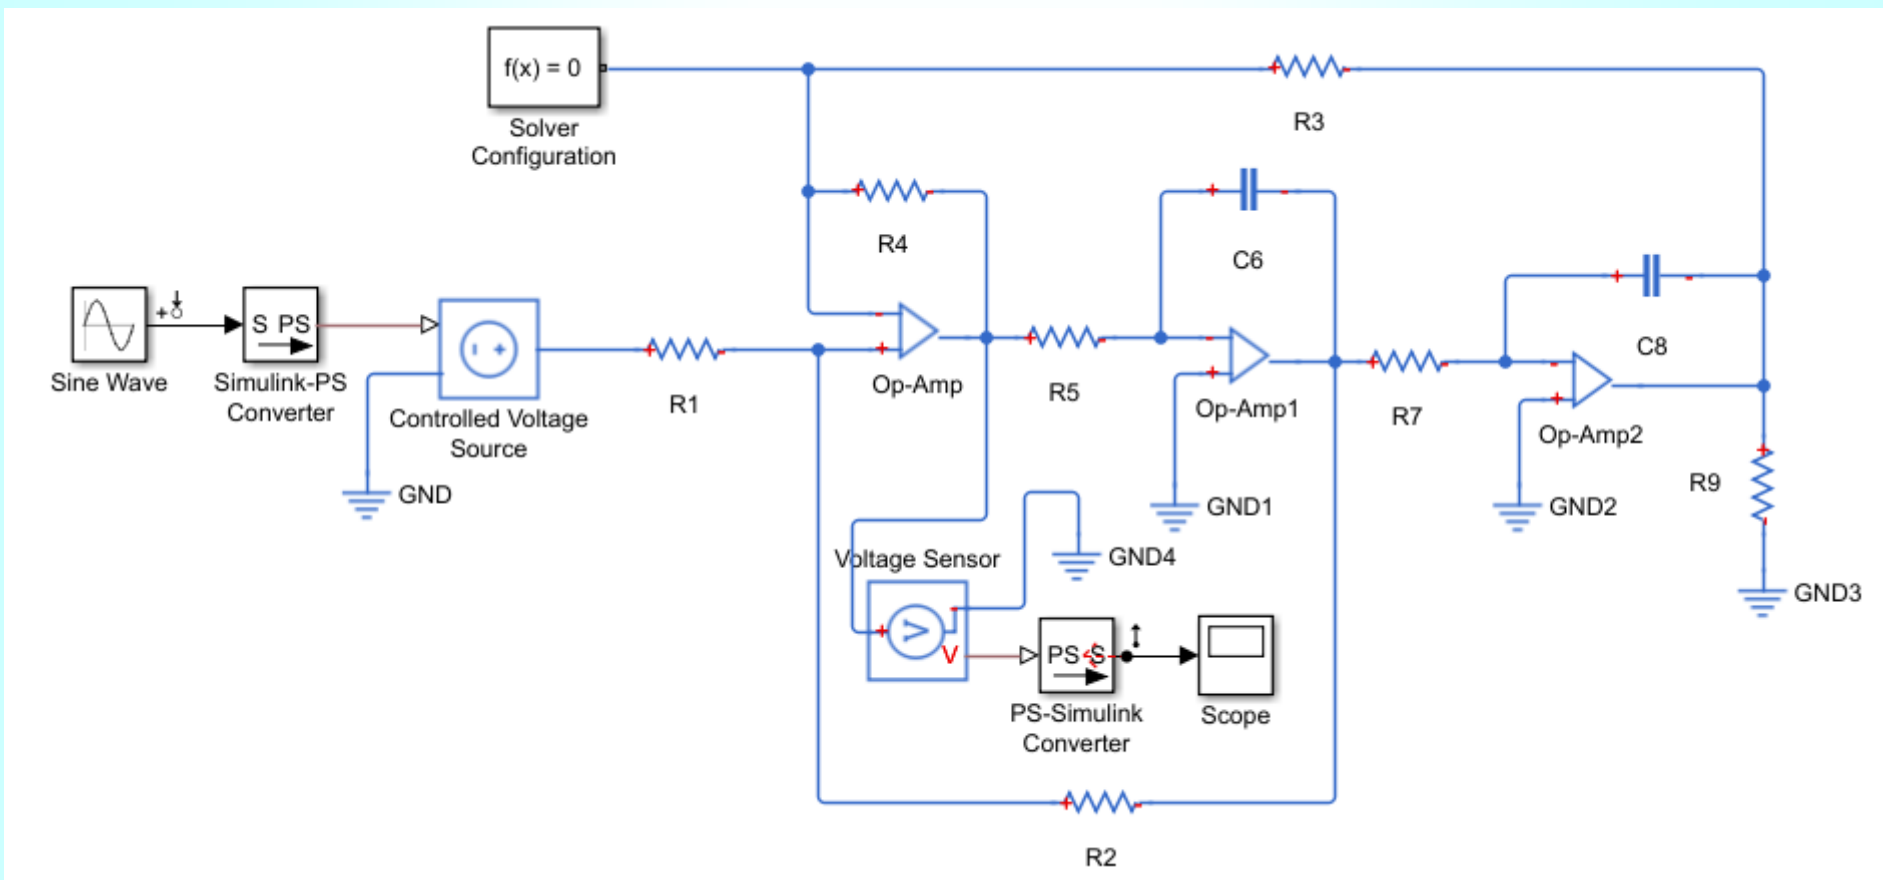 f(x) = 0
Solver
Configuration
R3
R4
C6
C8
S PS
Sine Wave
Simulink-PS
Converter
Controlled Voltage
Source
R1
Op-Amp
R5
Op-Amp1
R7
Op-Amp2
R9
GND
GND1
GND2
GND3
Voltage Sensor
GND4
V
V
PS S
PS-Simulink
Converter
Scope
R2